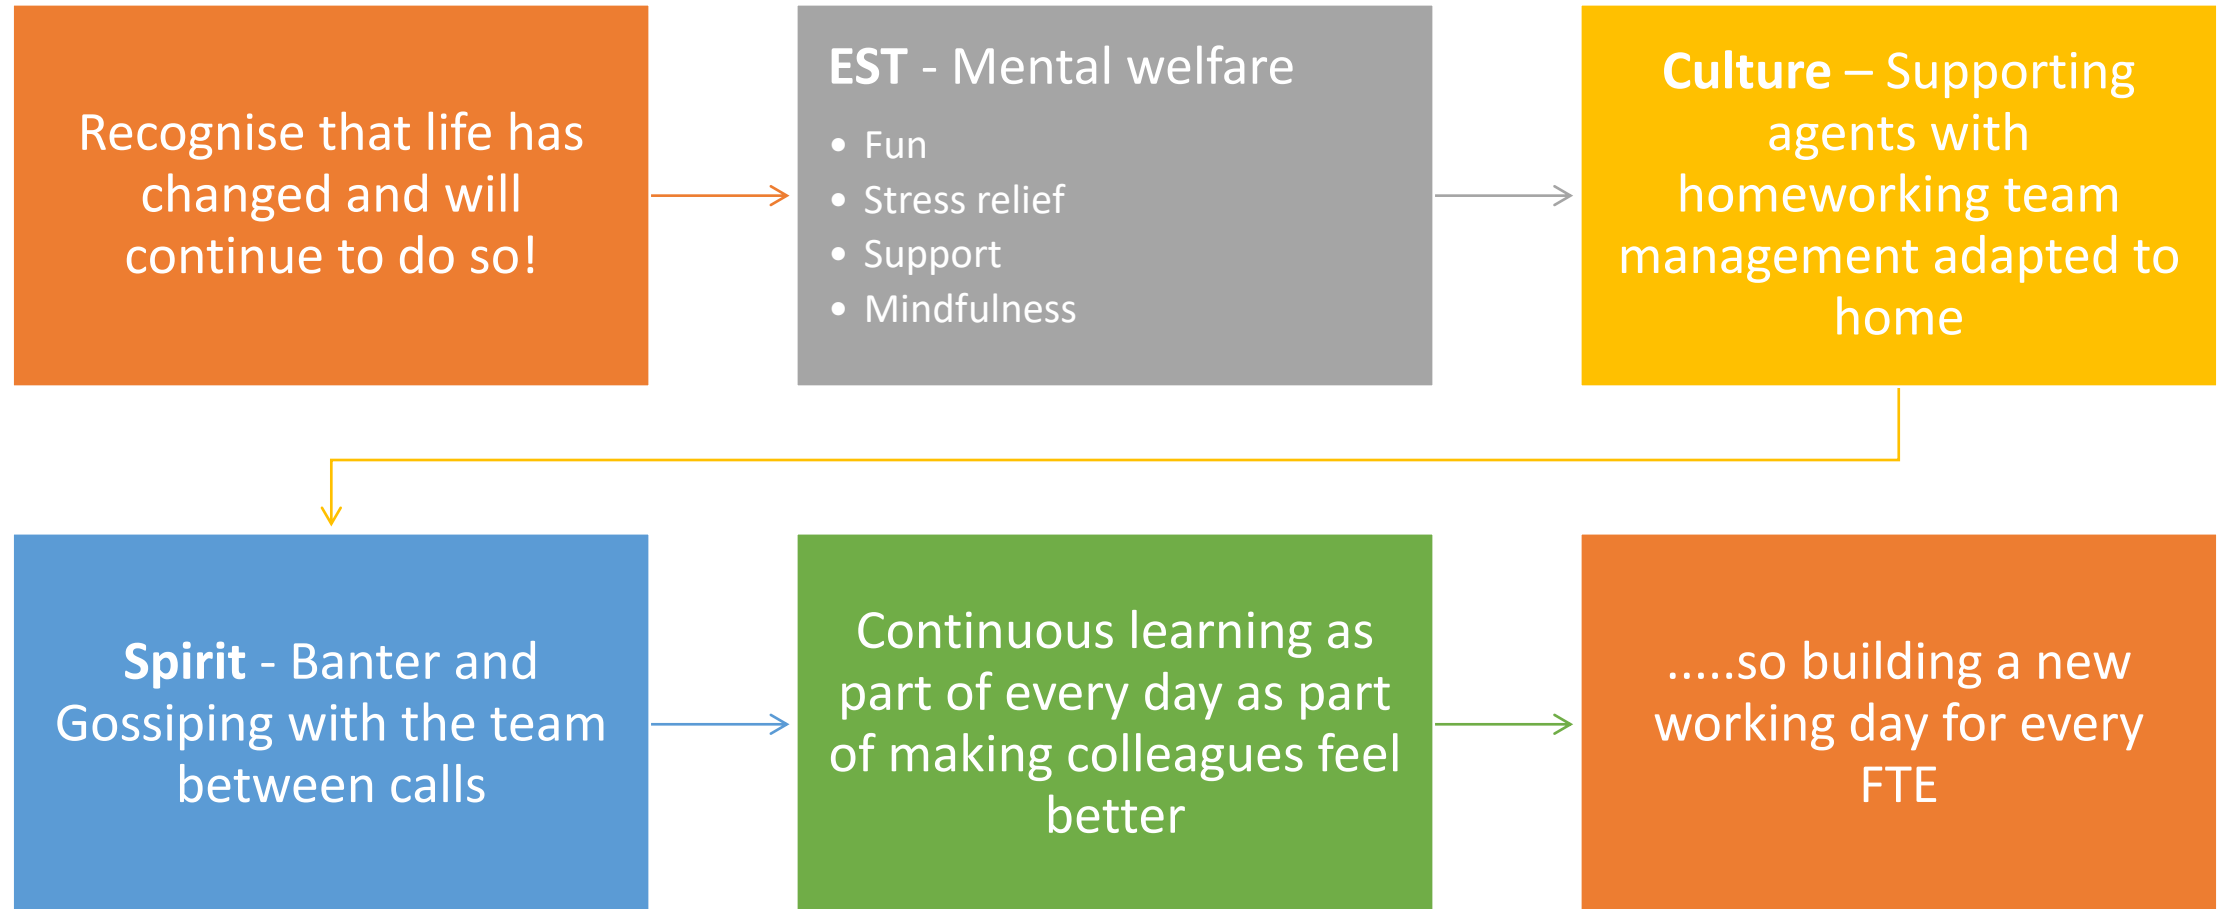 Recognise that life has
changed and will
continue to do so!
EST - Mental welfare
• Fun
• Stress relief
• Support
• Mindfulness
Culture – Supporting
agents with
homeworking team
management adapted to
home
Spirit - Banter and
Gossiping with the team
between calls
Continuous learning as
part of every day as part
of making colleagues feel
better
.....so building a new
working day for every
FTE